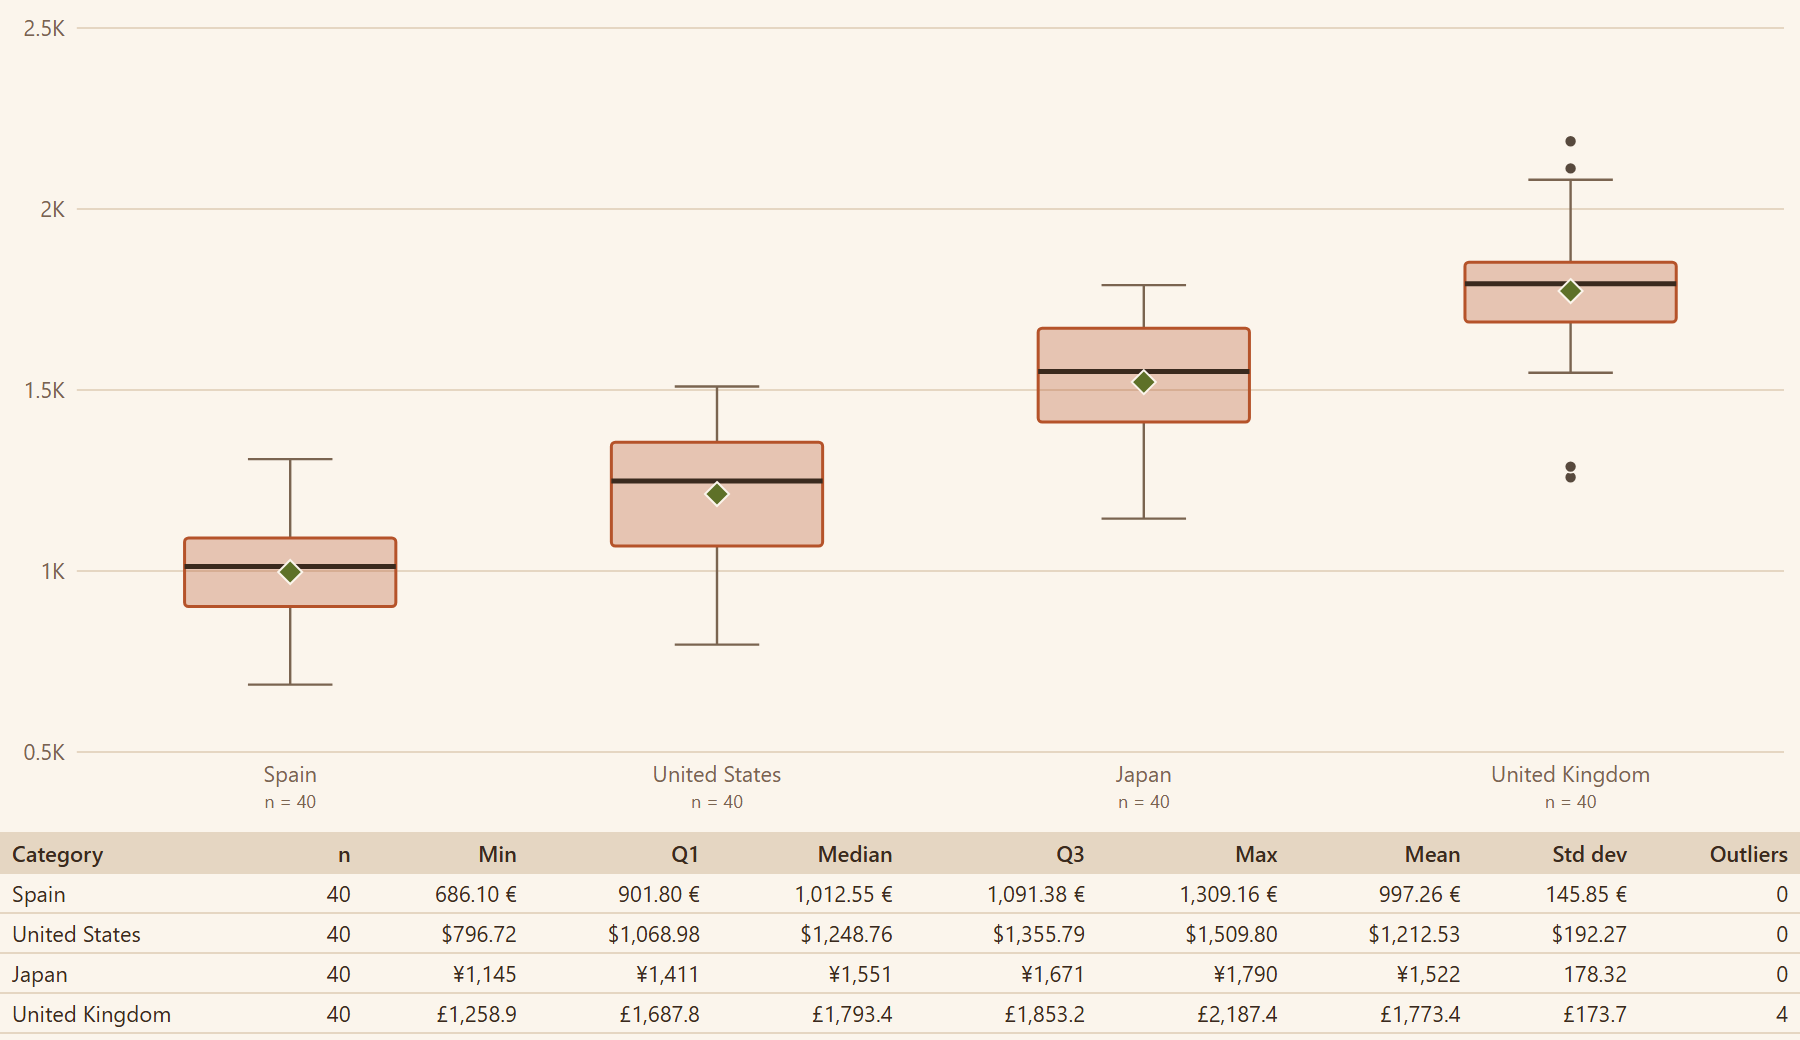 2.5K
2K
1.5K
1K
0.5K
Spain United States Japan United Kingdom
n = 40 n = 40 n = 40 n = 40
Category n Min Q1 Median Q3 Max Mean Std dev Outliers
Spain 40 686.10 € 901.80 € 1,012.55 € 1,091.38 € 1,309.16 € 997.26 € 145.85 € 0
United States 40 $796.72 $1,068.98 $1,248.76 $1,355.79 $1,509.80 $1,212.53 $192.27 0
Japan 40 ¥1,145 ¥1,411 ¥1,551 ¥1,671 ¥1,790 ¥1,522 178.32 0
United Kingdom 40 £1,258.9 £1,687.8 £1,793.4 £1,853.2 £2,187.4 £1,773.4 £173.7 4